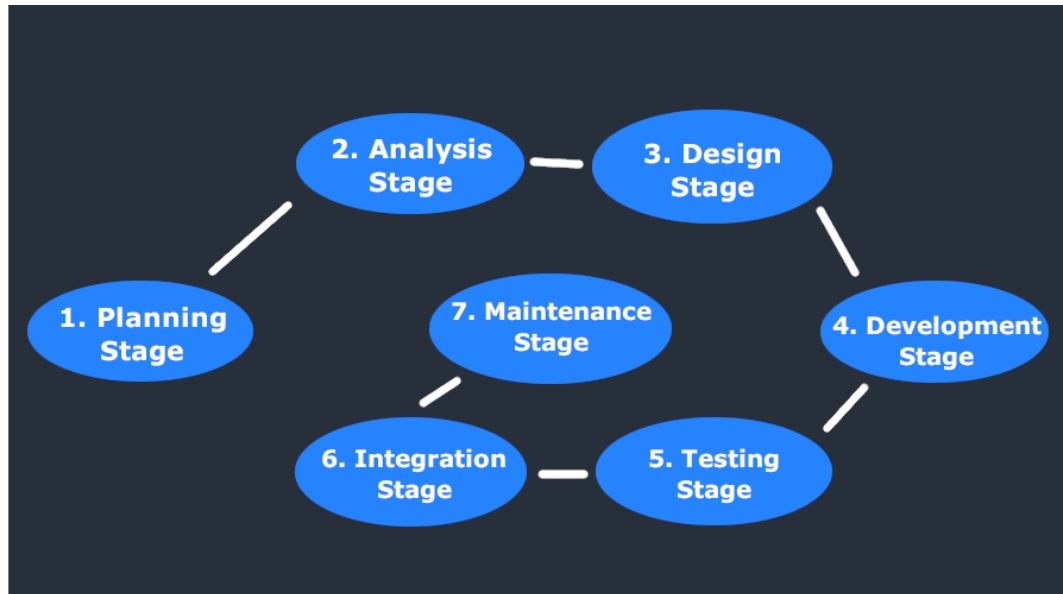 1. Planning
Stage
2. Analysis
Stage
3. Design
Stage
4. Development
Stage
5. Testing
Stage
6. Integration
Stage
7. Maintenance
Stage